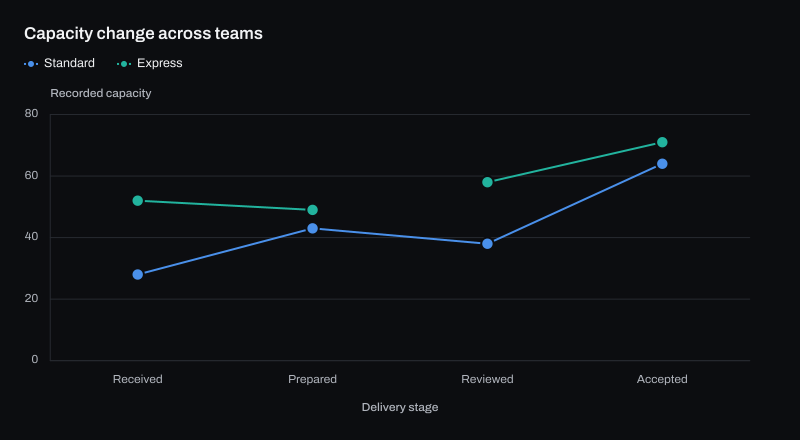 Capacity change across teams
Standard Express
Recorded capacity
80
60
40
20
0
Received Prepared Reviewed Accepted
Delivery stage